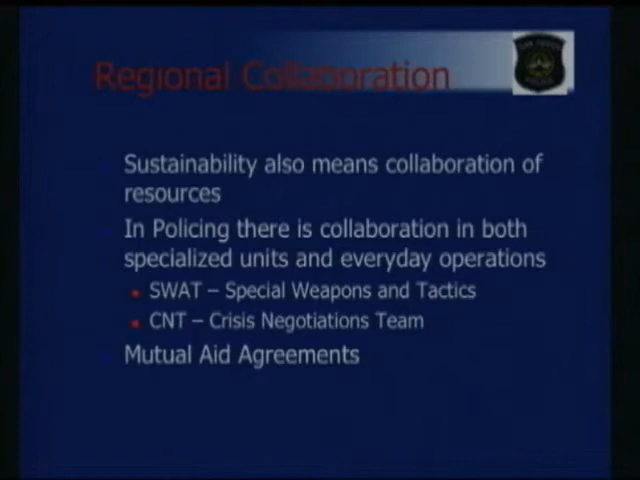 Regional Collaboration
Sustainability also means collaboration of
resources
In Policing there is collaboration in both
specialized units and everyday operations
SWAT – Special Weapons and Tactics
CNT – Crisis Negotiations Team
Mutual Aid Agreements